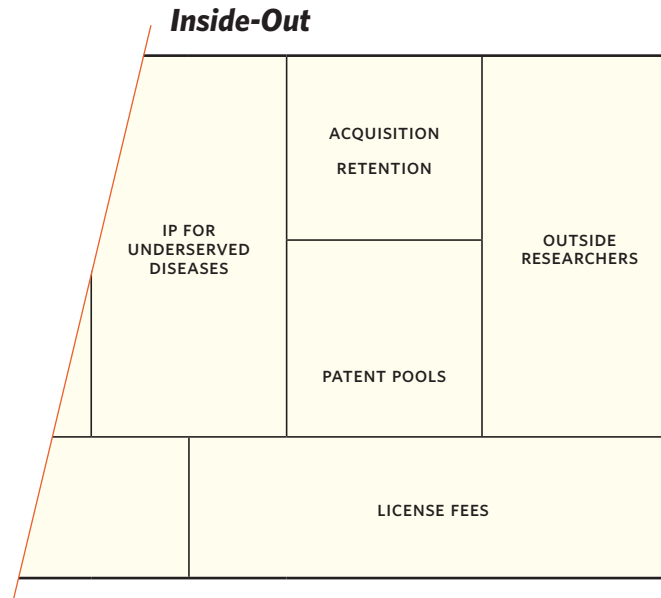 Inside-Out
ACQUISITION
RETENTION
IP FOR
UNDERSERVED
DISEASES
OUTSIDE
RESEARCHERS
PATENT POOLS
LICENSE FEES